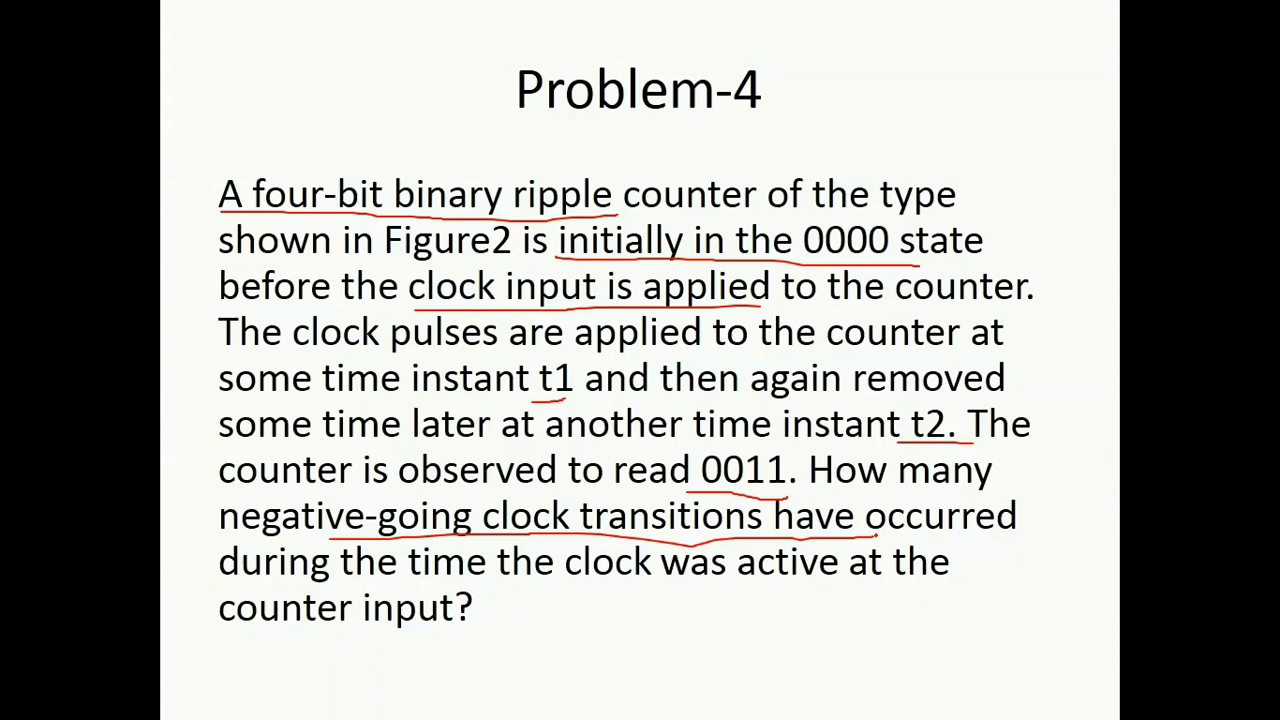 Problem-4
A four-bit binary ripple counter of the type
shown in Figure2 is initially in the 0000 state
before the clock input is applied to the counter.
The clock pulses are applied to the counter at
some time instant t1 and then again removed
some time later at another time instant t2. The
counter is observed to read 0011. How many
negative-going clock transitions have occurred
during the time the clock was active at the
counter input?